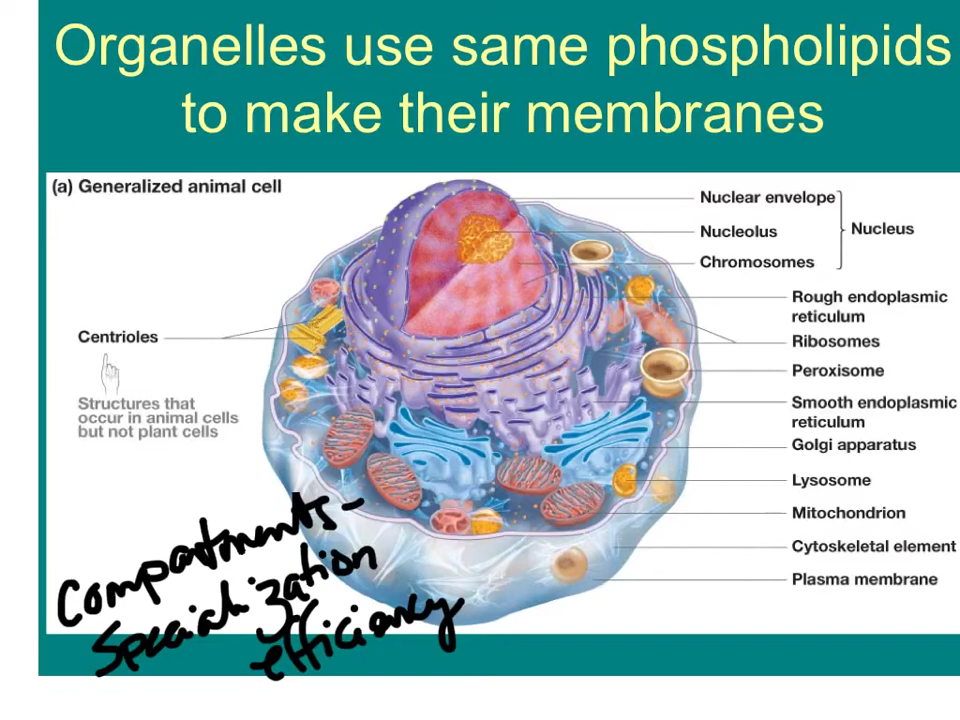 Organelles use same phospholipids
to make their membranes
(a) Generalized animal cell
Nuclear envelope
Nucleolus
Nucleus
Chromosomes
Rough endoplasmic
reticulum
Centrioles
Ribosomes
Peroxisome
Structures that
occur in animal cells
but not plant cells
Smooth endoplasmic
reticulum
Golgi apparatus
Lysosome
Mitochondrion
Cytoskeletal element
Plasma membrane
Compartments-
Specialization
efficiency